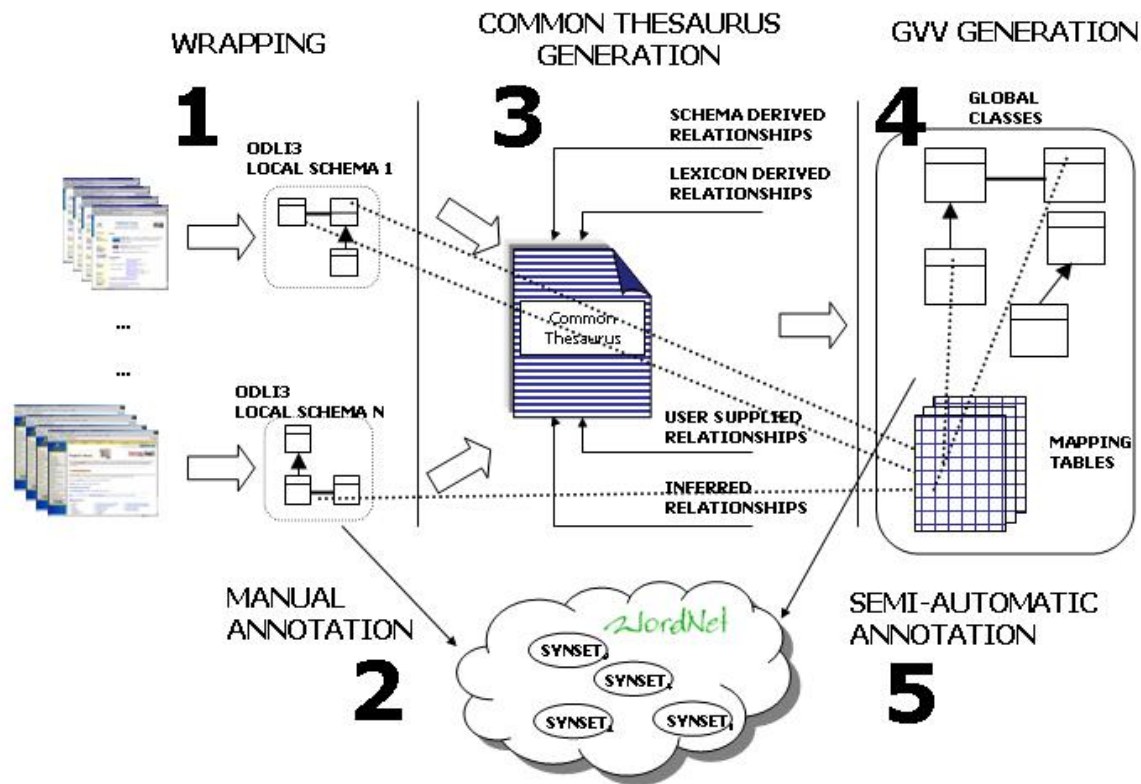 WRAPPING
COMMON THESAURUS
GENERATION
GVV GENERATION
1
3
4
ODLI3
LOCAL SCHEMA 1
SCHEMA DERIVED
RELATIONSHIPS
LEXICON DERIVED
RELATIONSHIPS
GLOBAL
CLASSES
Common
Thesaurus
...
...
ODLI3
LOCAL SCHEMA N
USER SUPPLIED
RELATIONSHIPS
INFERRED
RELATIONSHIPS
MAPPING
TABLES
MANUAL
ANNOTATION
2
WordNet
SYNSET
SYNSET
SYNSET
SYNSET
SEMI-AUTOMATIC
ANNOTATION
5